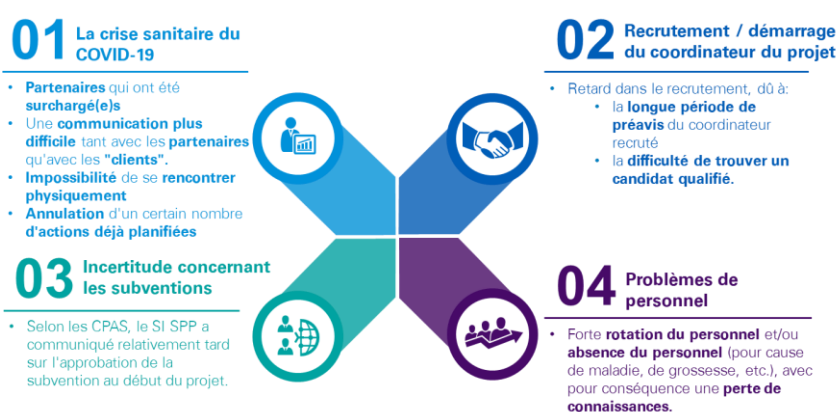 01
La crise sanitaire du
COVID-19
• Partenaires qui ont été
surchargé(e)s
• Une communication plus
difficile tant avec les partenaires
qu'avec les "clients".
• Impossibilité de se rencontrer
physiquement
• Annulation d'un certain nombre
d'actions déjà planifiées
02
Recrutement / démarrage
du coordinateur du projet
• Retard dans le recrutement, dû à:
• la longue période de
préavis du coordinateur
recruté
• la difficulté de trouver un
candidat qualifié.
03
Incertitude concernant
les subventions
• Selon les CPAS, le SI SPP a
communiqué relativement tard
sur l'approbation de la
subvention au début du projet.
04
Problèmes de
personnel
• Forte rotation du personnel et/ou
absence du personnel (pour cause
de maladie, de grossesse, etc.), avec
pour conséquence une perte de
connaissances.